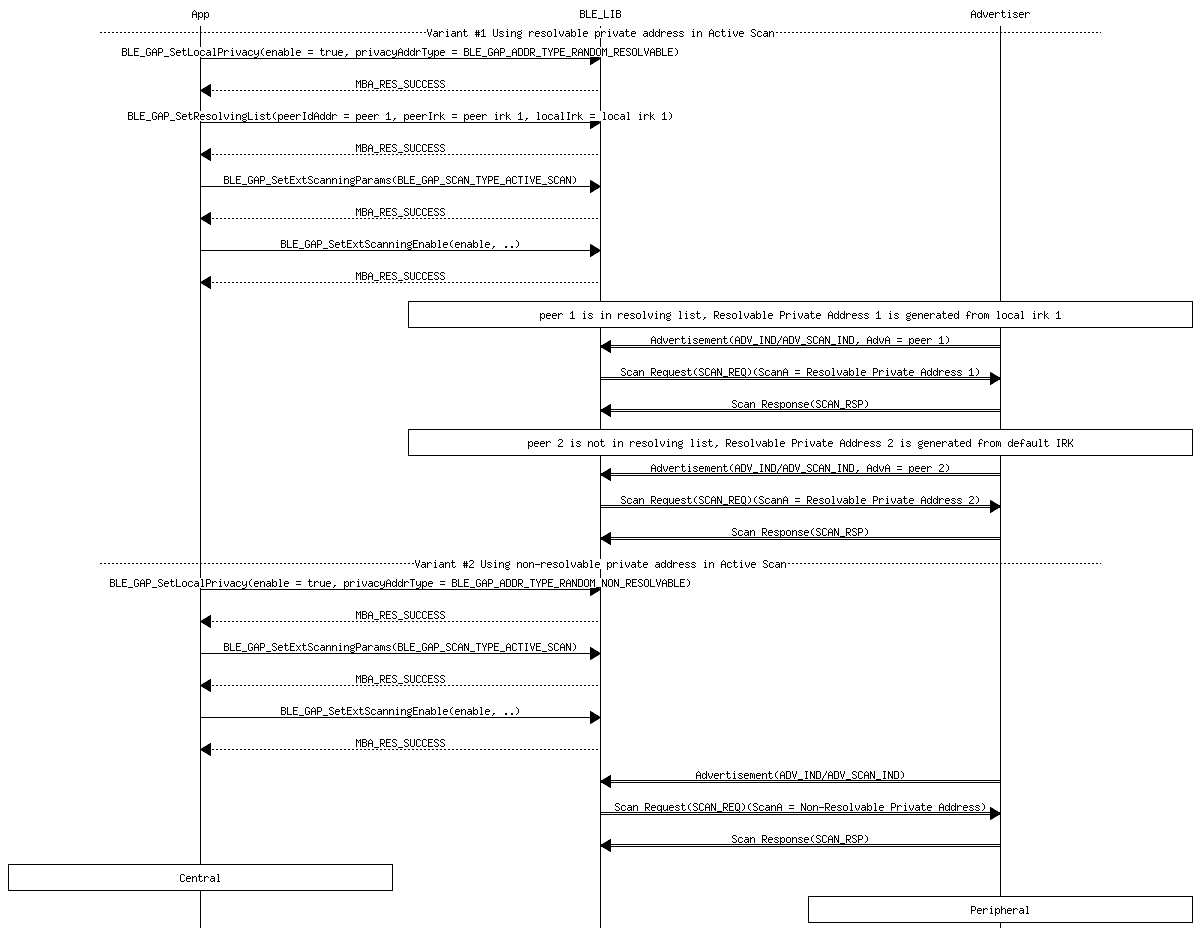 App BLE_LIB Advertiser
Variant #1 Using resolvable private address in Active Scan
BLE_GAP_SetLocalPrivacy(enable = true, privacyAddrType = BLE_GAP_ADDR_TYPE_RANDOM_RESOLVABLE)
MBA_RES_SUCCESS
BLE_GAP_SetResolvingList(peerIdAddr = peer 1, peerIrk = peer irk 1, localIrk = local irk 1)
MBA_RES_SUCCESS
BLE_GAP_SetExtScanningParams(BLE_GAP_SCAN_TYPE_ACTIVE_SCAN)
MBA_RES_SUCCESS
BLE_GAP_SetExtScanningEnable(enable, ..)
MBA_RES_SUCCESS
peer 1 is in resolving list, Resolvable Private Address 1 is generated from local irk 1
Advertisement(ADV_IND/ADV_SCAN_IND, AdvA = peer 1)
Scan Request(SCAN_REQ)(ScanA = Resolvable Private Address 1)
Scan Response(SCAN_RSP)
peer 2 is not in resolving list, Resolvable Private Address 2 is generated from default IRK
Advertisement(ADV_IND/ADV_SCAN_IND, AdvA = peer 2)
Scan Request(SCAN_REQ)(ScanA = Resolvable Private Address 2)
Scan Response(SCAN_RSP)
Variant #2 Using non-resolvable private address in Active Scan
BLE_GAP_SetLocalPrivacy(enable = true, privacyAddrType = BLE_GAP_ADDR_TYPE_RANDOM_NON_RESOLVABLE)
MBA_RES_SUCCESS
BLE_GAP_SetExtScanningParams(BLE_GAP_SCAN_TYPE_ACTIVE_SCAN)
MBA_RES_SUCCESS
BLE_GAP_SetExtScanningEnable(enable, ..)
MBA_RES_SUCCESS
Advertisement(ADV_IND/ADV_SCAN_IND)
Scan Request(SCAN_REQ)(ScanA = Non-Resolvable Private Address)
Scan Response(SCAN_RSP)
Central
Peripheral